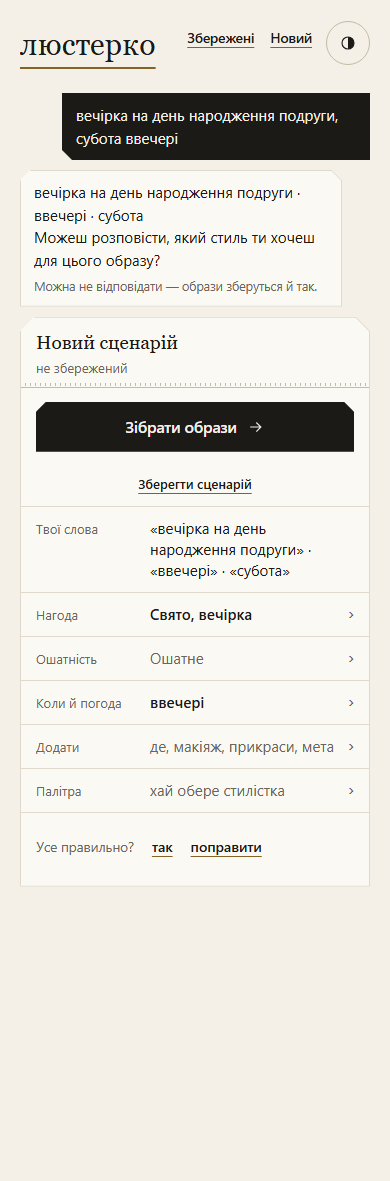 люстерко
Збережені Новий
вечірка на день народження подруги,
субота ввечері
вечірка на день народження подруги ·
ввечері · субота
Можеш розповісти, який стиль ти хочеш
для цього образу?
Можна не відповідати — образи зберуться й так.
Новий сценарій
не збережений
Зібрати образи →
Зберегти сценарій
Твої слова «вечірка на день
народження подруги» ·
«ввечері» · «субота»
Нагода Свято, вечірка ›
Ошатність Ошатне ›
Коли й погода ввечері ›
Додати де, макіяж, прикраси, мета ›
Палітра хай обере стилістка ›
Усе правильно? так поправити